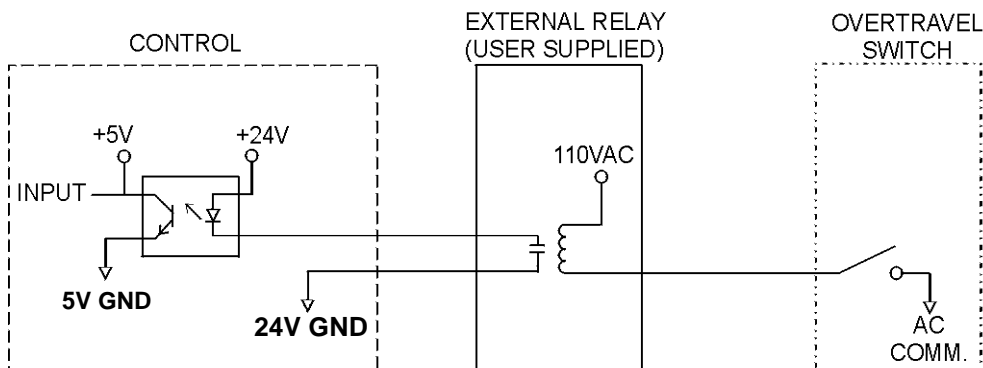 CONTROL
EXTERNAL RELAY
(USER SUPPLIED)
OVERTRAVEL
SWITCH
+5V
+24V
110VAC
INPUT
5V GND
24V GND
AC
COMM.